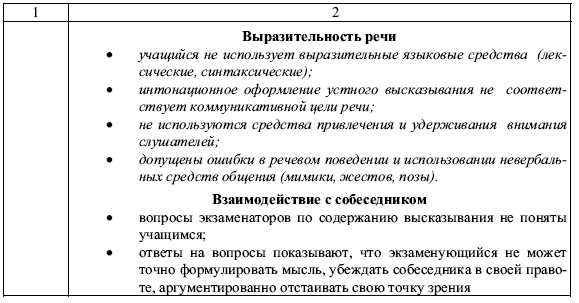 1 2
Выразительность речи
• учащийся не использует выразительные языковые средства (лек-
сические, синтаксические);
• интонационное оформление устного высказывания не соответ-
ствует коммуникативной цели речи;
• не используются средства привлечения и удерживания внимания
слушателей;
• допущены ошибки в речевом поведении и использовании невербаль-
ных средств общения (мимики, жестов, позы).
Взаимодействие с собеседником
• вопросы экзаменаторов по содержанию высказывания не поняты
учащимся;
• ответы на вопросы показывают, что экзаменующийся не может
точно формулировать мысль, убеждать собеседника в своей право-
те, аргументированно отстаивать свою точку зрения